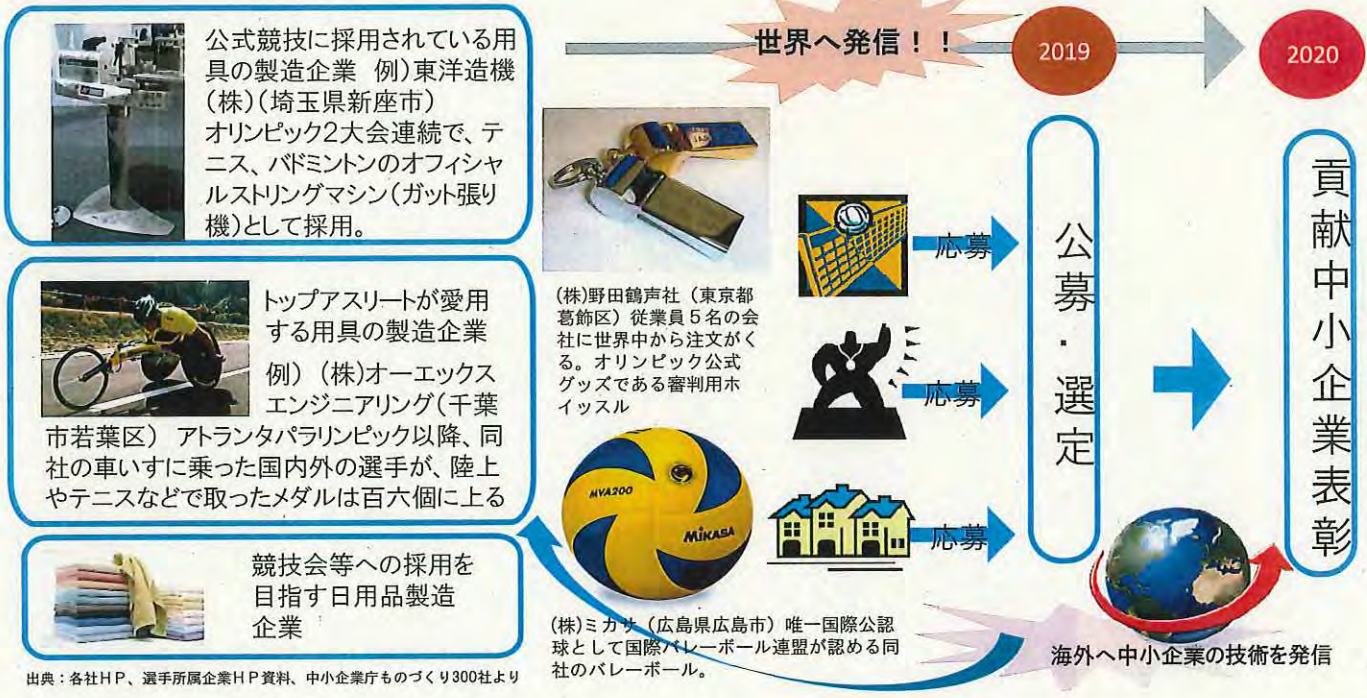 公式競技に採用されている用
具の製造企業 例)東洋造機
(株)(埼玉県新座市)
オリンピック2大会連続で、テ
ニス、バドミントンのオフィシャ
ルストリングマシン(ガット張り
機)として採用。
トップアスリートが愛用
する用具の製造企業
例) (株)オーエックス
エンジニアリング(千葉
市若葉区) アトランタパラリンピック以降、同
社の車いすに乗った国内外の選手が、陸上
やテニスなどで取ったメダルは百六個に上る
競技会等への採用を
目指す日用品製造
企業
出典:各社HP、選手所属企業HP資料、中小企業庁ものづくり300社より
世界へ発信!!
2019
2020
(株)野田鶴声社(東京都
葛飾区)従業員5名の会
社に世界中から注文がく
る。オリンピック公式
グッズである審判用ホ
イッスル
MVA200
MIKASA
(株)ミカサ(広島県広島市)唯一国際公認
球として国際バレーボール連盟が認める同
社のバレーボール。
応募
応募
応募
公募・選定
貢献中小企業表彰
海外へ中小企業の技術を発信